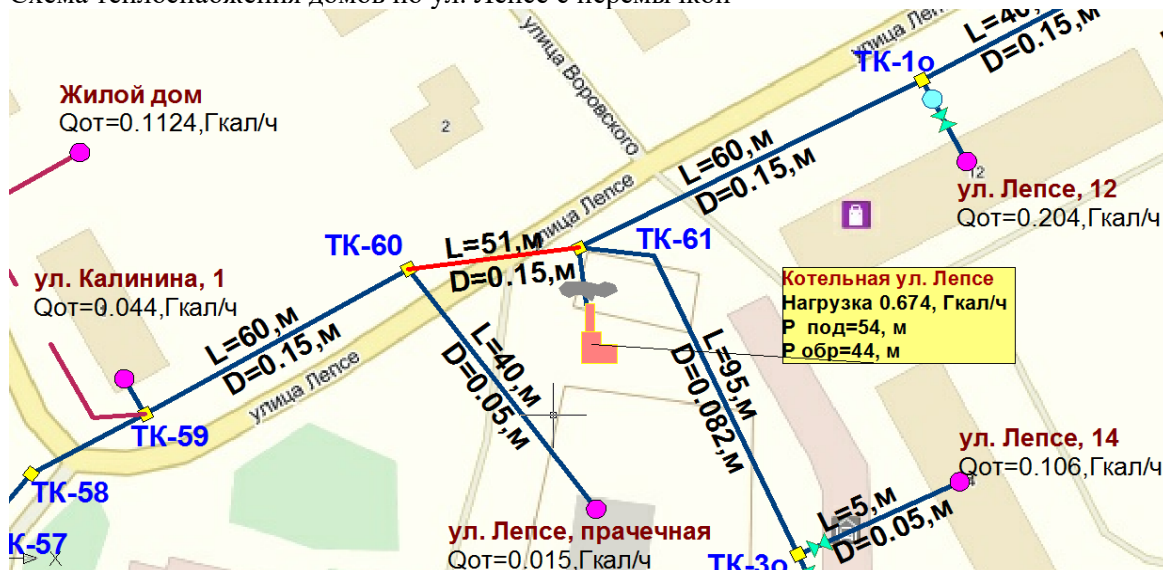 Схема теплоснабжения домов по ул. Лепсе с перемычкой
L=40,
D=0.15,м
улица Лепсе
ТК-1о
улица Воровского
Жилой дом
Qот=0.1124,Гкал/ч
2
L=60,м
D=0.15,м
12
ул. Лепсе, 12
Qот=0.204,Гкал/ч
улица Лепсе
ТК-60
L=51,м
D=0.15,м
ТК-61
ул. Калинина, 1
Qот=0.044,Гкал/ч
Котельная ул. Лепсе
Нагрузка 0.674, Гкал/ч
P под=54, м
P обр=44, м
L=60,м
D=0.15,м
улица Лепсе
L=40,м
D=0.05,м
L=95,м
D=0.082,м
ТК-59
ул. Лепсе, 14
Qот=0.106,Гкал/ч
ТК-58
L=5,м
D=0.05,м
ул. Лепсе, прачечная
Qот=0.015,Гкал/ч
К-57
X
ТК-3о